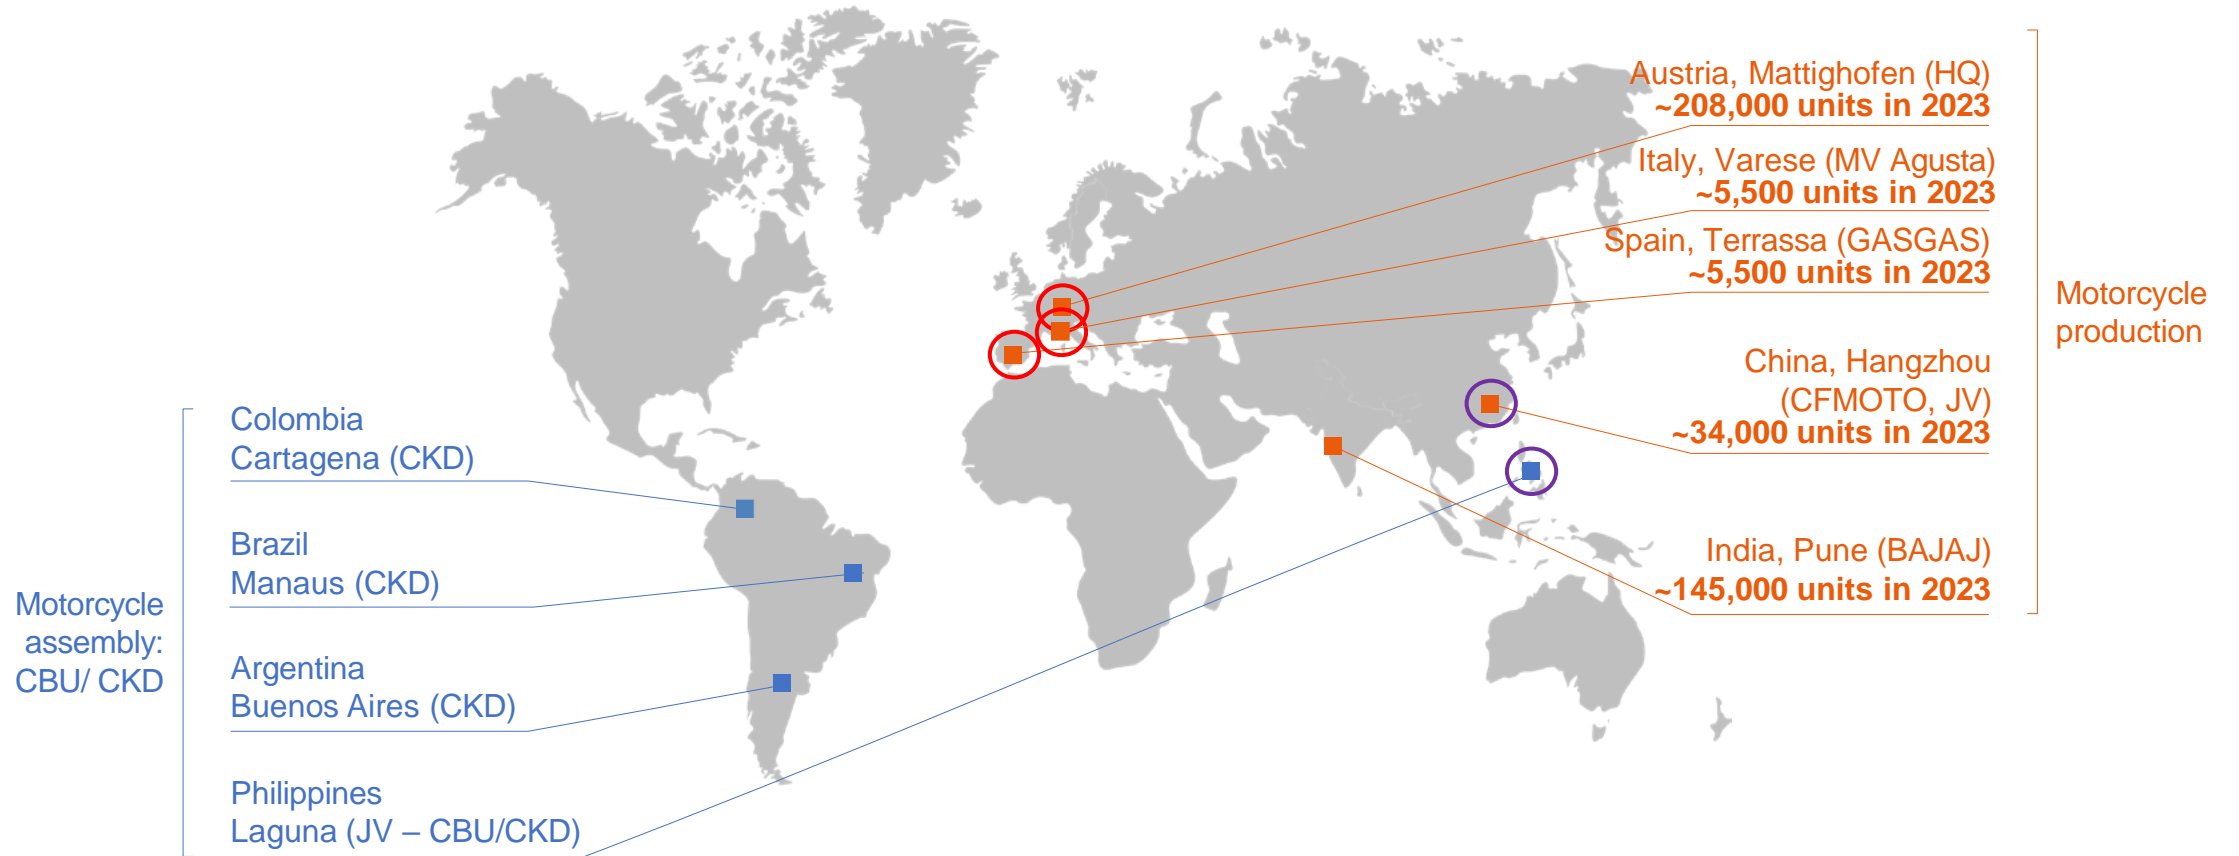 Austria, Mattighofen (HQ)
~208,000 units in 2023
Italy, Varese (MV Agusta)
~5,500 units in 2023
Spain, Terrassa (GASGAS)
~5,500 units in 2023
China, Hangzhou
(CFMOTO, JV)
~34,000 units in 2023
India, Pune (BAJAJ)
~145,000 units in 2023
Motorcycle
production
Colombia
Cartagena (CKD)
Brazil
Manaus (CKD)
Argentina
Buenos Aires (CKD)
Philippines
Laguna (JV – CBU/CKD)
Motorcycle
assembly:
CBU/ CKD